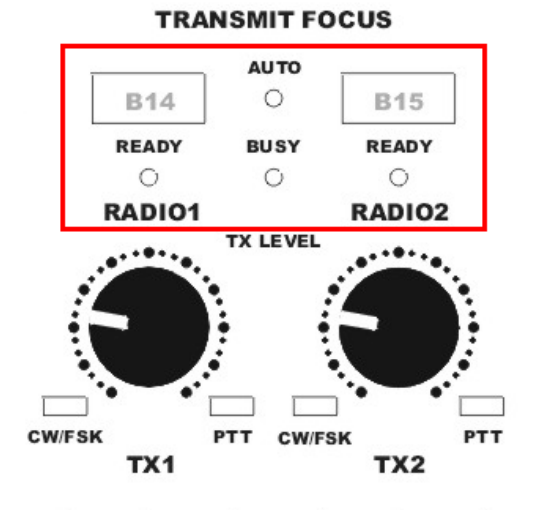 TRANSMIT FOCUS
AUTO
B14 B15
READY BUSY READY
RADIO1 RADIO2
TX LEVEL
CW/FSK PTT CW/FSK PTT
TX1 TX2